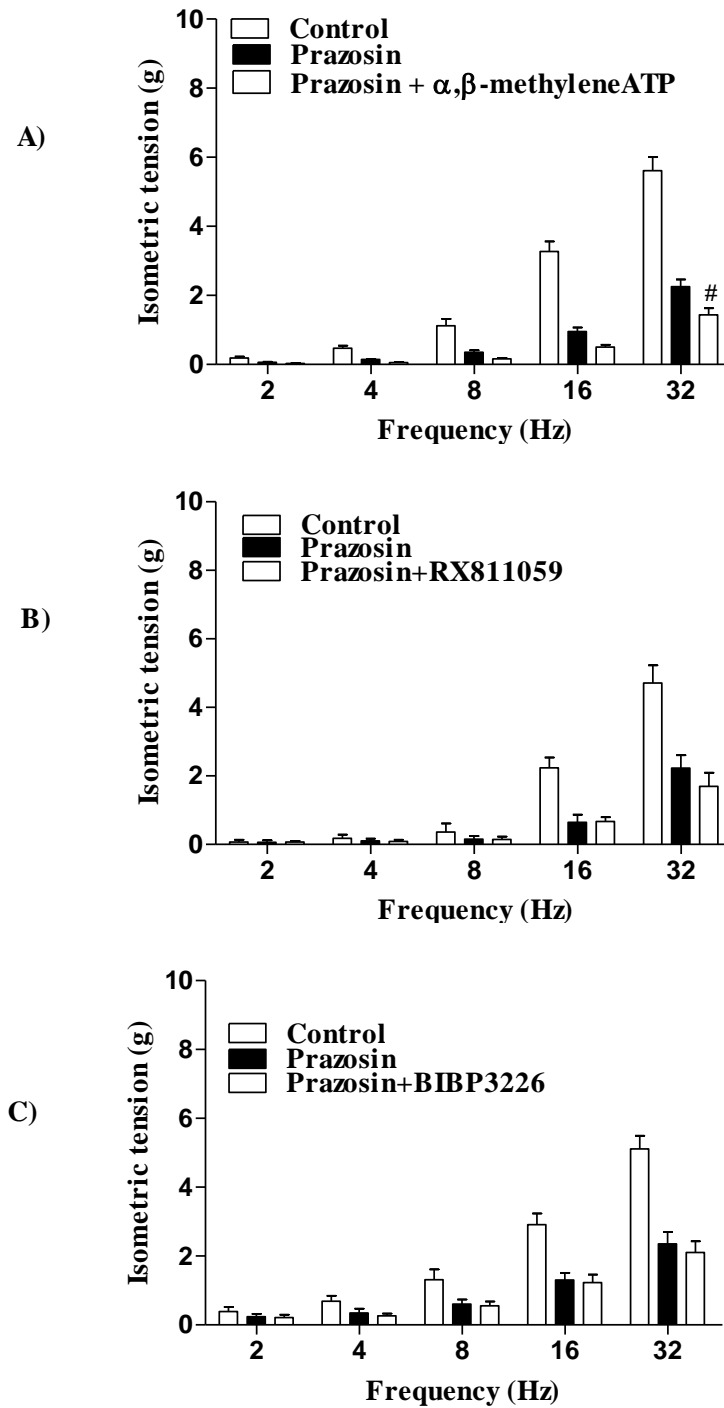 10
Control
Prazosin
8
Prazosin + α,β-methyleneATP
A)
Isometric tension (g)
6
4
2
#
0
2 4 8 16 32
Frequency (Hz)
10
Control
Prazosin
8
Prazosin+RX811059
B)
Isometric tension (g)
6
4
2
0
2 4 8 16 32
Frequency (Hz)
10
Control
Prazosin
8
Prazosin+BIBP3226
C)
Isometric tension (g)
6
4
2
0
2 4 8 16 32
Frequency (Hz)